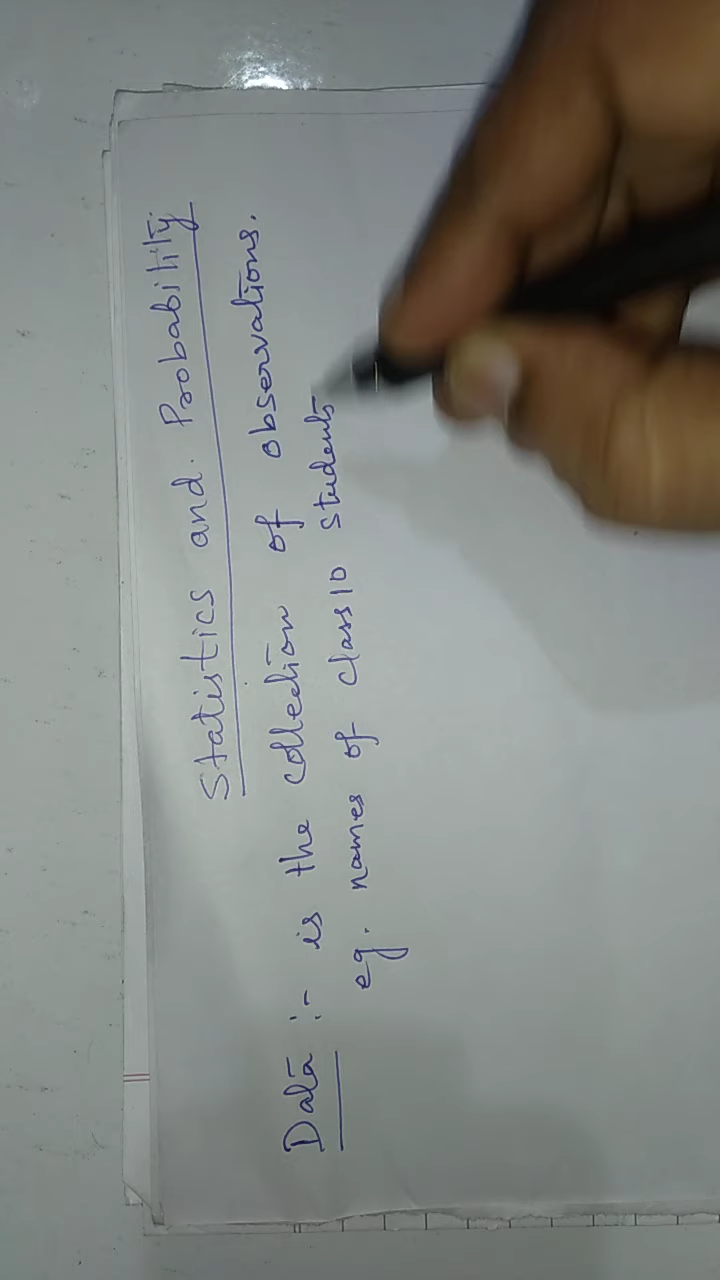 Statistics and. Probability
Data :- is the collection of observations.
eg. names of class 10 students